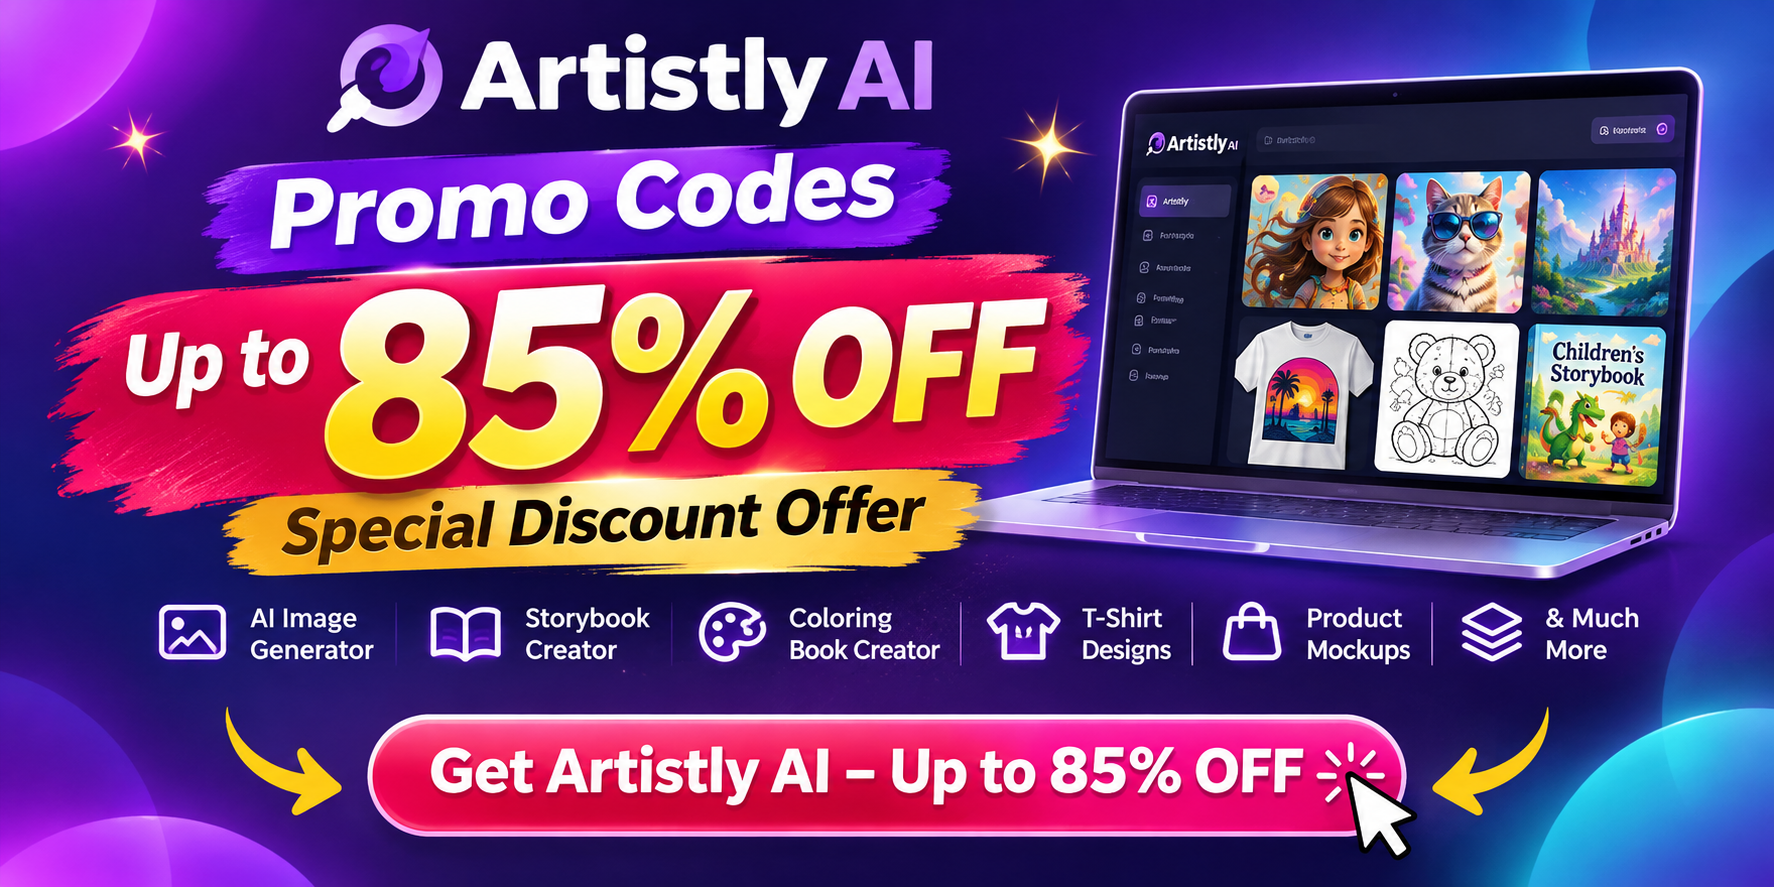 Artistly AI
Promo Codes
Up to 85% OFF
Special Discount Offer
Artistly AI
Artistly
Children's
Storybook
AI Image
Generator
Storybook
Creator
Coloring
Book Creator
T-Shirt
Designs
Product
Mockups
& Much
More
Get Artistly AI – Up to 85% OFF